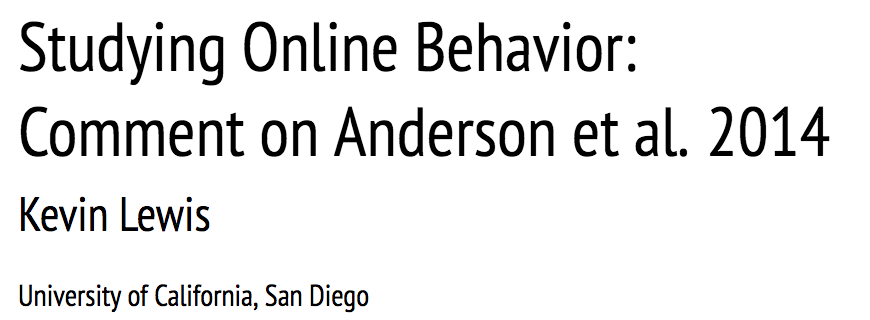 Studying Online Behavior:
Comment on Anderson et al. 2014
Kevin Lewis
University of California, San Diego